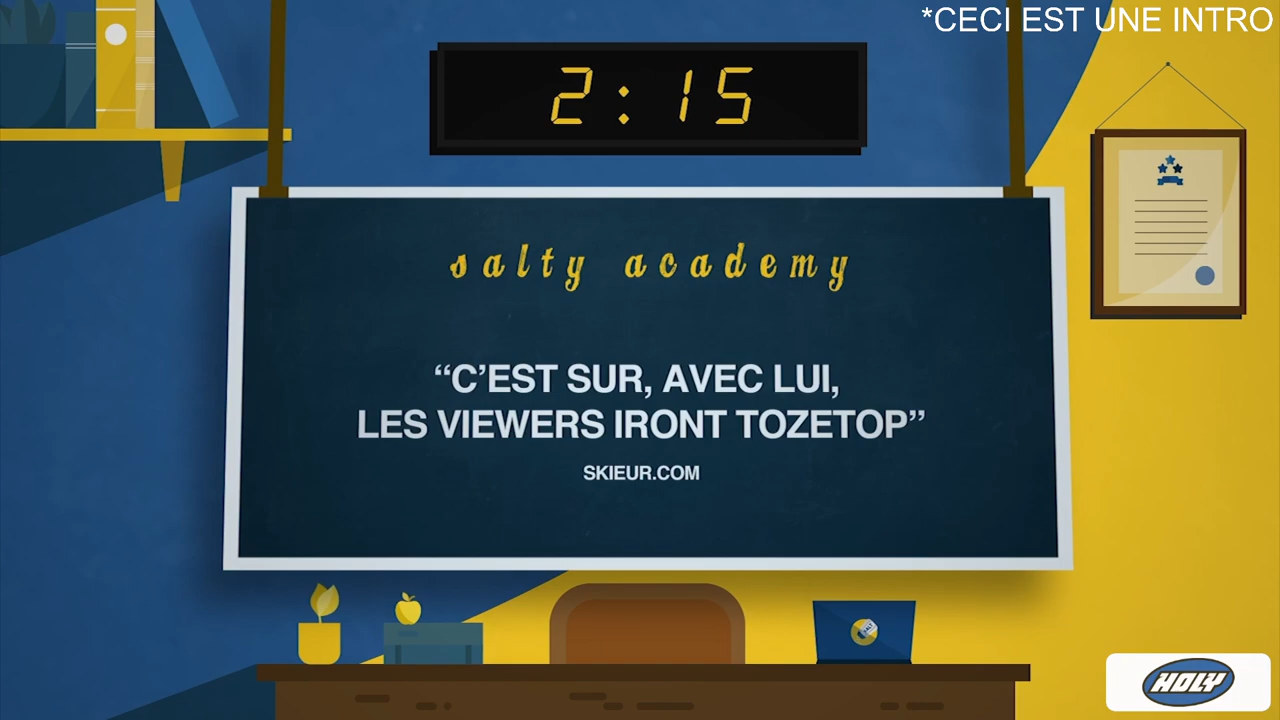 *CECI EST UNE INTRO
2:15
salty academy
“C’EST SUR, AVEC LUI,
LES VIEWERS IRONT TOZETOP”
SKIEUR.COM
HOLY